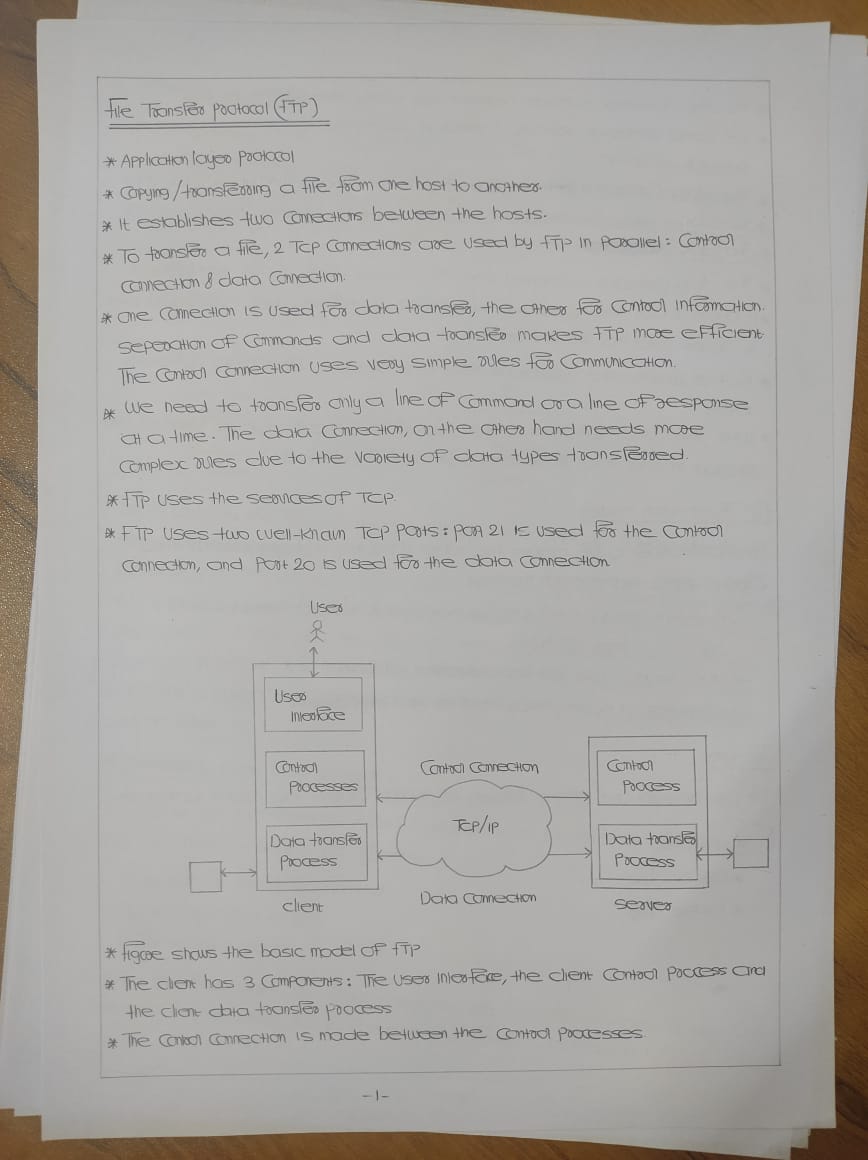 File Transfer Protocol (FTP)
* Application layer Protocol
* Copying/transferring a file from one host to another.
* It establishes two connections between the hosts.
* To transfer a file, 2 TCP Connections are used by FTP in Parallel: Control
Connection & data Connection.
* One Connection is used for data transfer, the other for Control information.
Seperation of Commands and data transfer makes FTP more efficient
The Control Connection uses very simple rules for Communication.
* We need to transfer only a line of Command or a line of response
at a time. The data Connection, on the other hand needs more
Complex rules due to the variety of data types transferred.
* FTP uses the services of TCP.
* FTP uses two well-known TCP Ports: Port 21 is used for the Control
Connection, and Port 20 is used for the data Connection
User
User
Interface
Control
Processes
Data transfer
Process
Client
Control Connection
TCP/IP
Data Connection
Control
Process
Data transfer
Process
Server
* Figure shows the basic model of FTP
* The client has 3 Components: The User Interface, the client Control Process and
the client data transfer process
* The Control Connection is made between the Control Processes.
-1-